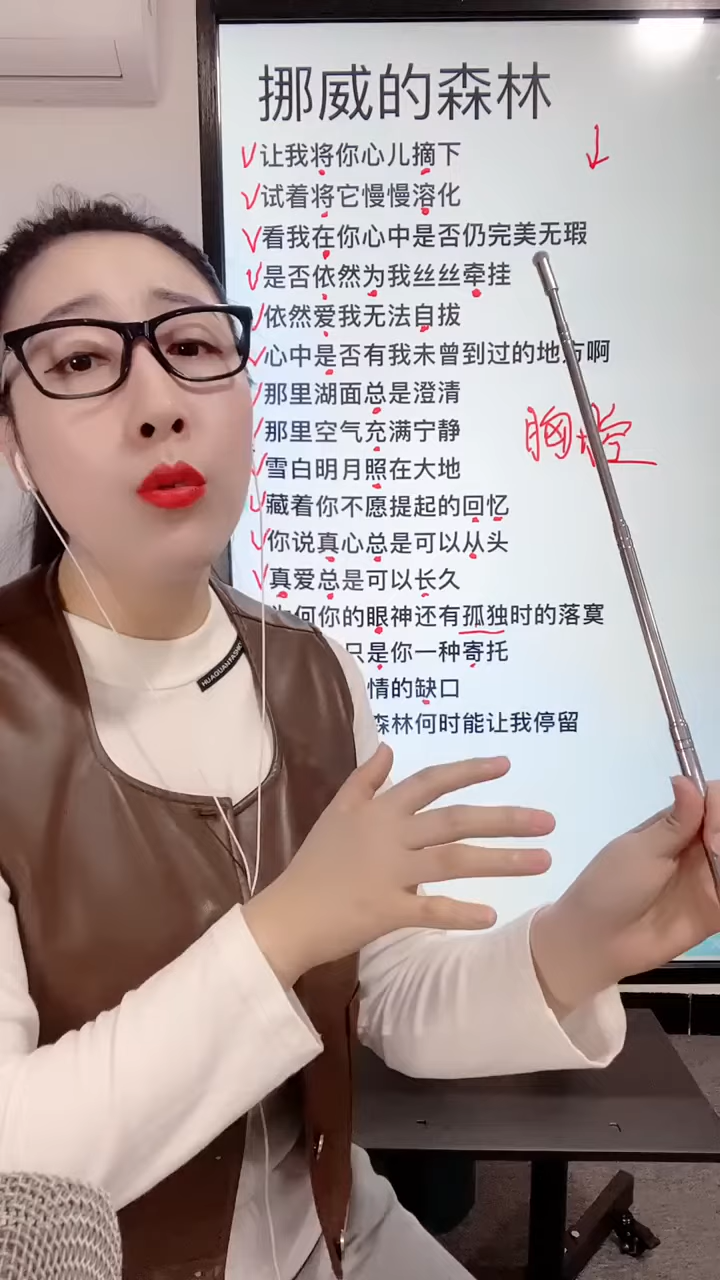 挪威的森林
让我将你心儿摘下
试着将它慢慢溶化
看我在你心中是否仍完美无瑕
是否依然为我丝丝牵挂
依然爱我无法自拔
心中是否有我未曾到过的地方啊
那里湖面总是澄清
那里空气充满宁静
胸腔
雪白明月照在大地
藏着你不愿提起的回忆
你说真心总是可以从头
真爱总是可以长久
为何你的眼神还有孤独时的落寞
只是你一种寄托
情的缺口
森林何时能让我停留